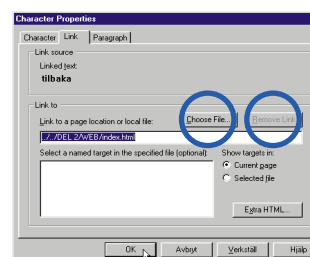 Character Properties
Character Link Paragraph
Link source
Linked text:
tilbaka
Link to
Link to a page location or local file: Choose File... Remove Link
../../DEL 2/WEB/index.html
Select a named target in the specified file (optional): Show targets in:
Current page
Selected file
Extra HTML...
OK Avbryt Verkställ Hjälp